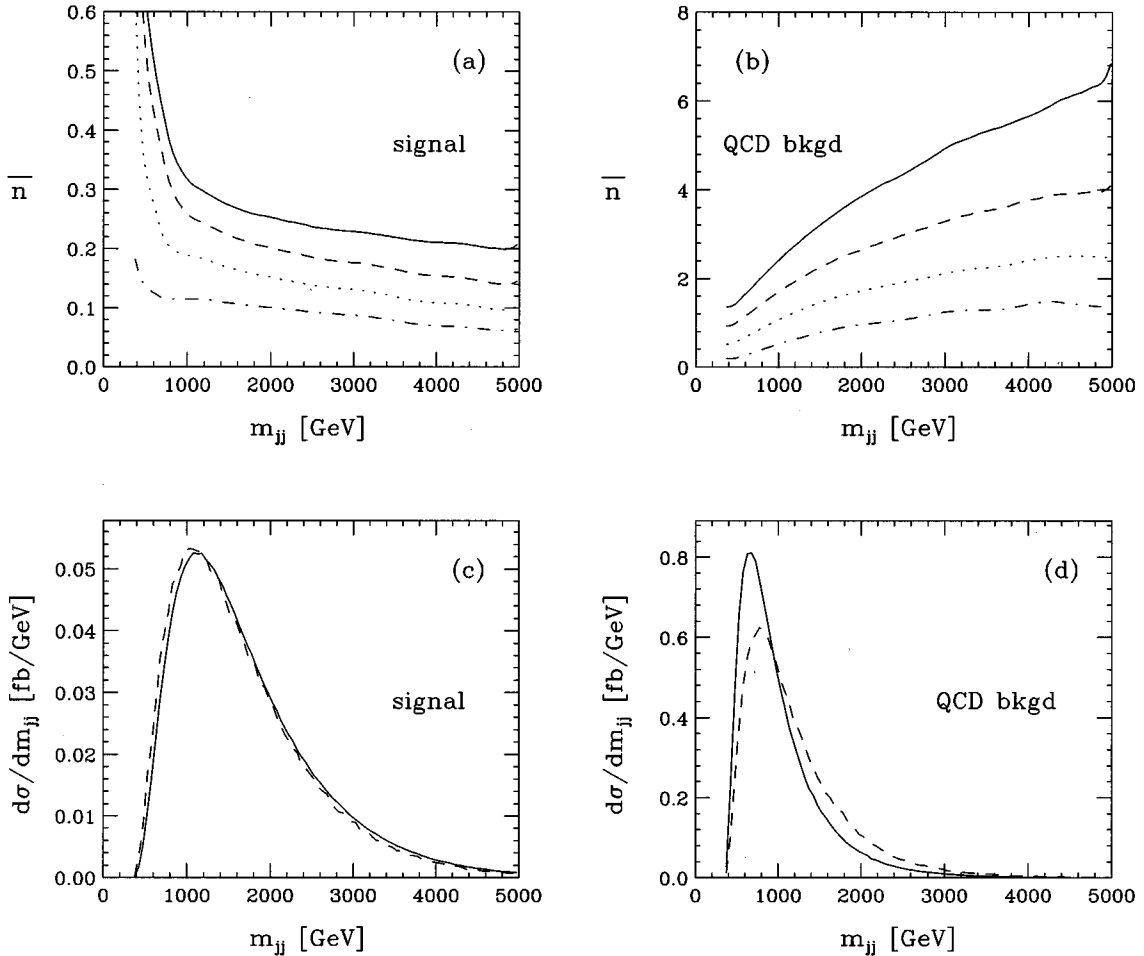 0.6
0.5
0.4
0.3
0.2
0.1
0.0
n
(a)
signal
0 1000 2000 3000 4000 5000
m_jj [GeV]
8
6
4
2
0
n
(b)
QCD bkgd
0 1000 2000 3000 4000 5000
m_jj [GeV]
0.05
0.04
0.03
0.02
0.01
0.00
dσ/dm_jj [fb/GeV]
(c)
signal
0 1000 2000 3000 4000 5000
m_jj [GeV]
0.8
0.6
0.4
0.2
0.0
dσ/dm_jj [fb/GeV]
(d)
QCD bkgd
0 1000 2000 3000 4000 5000
m_jj [GeV]